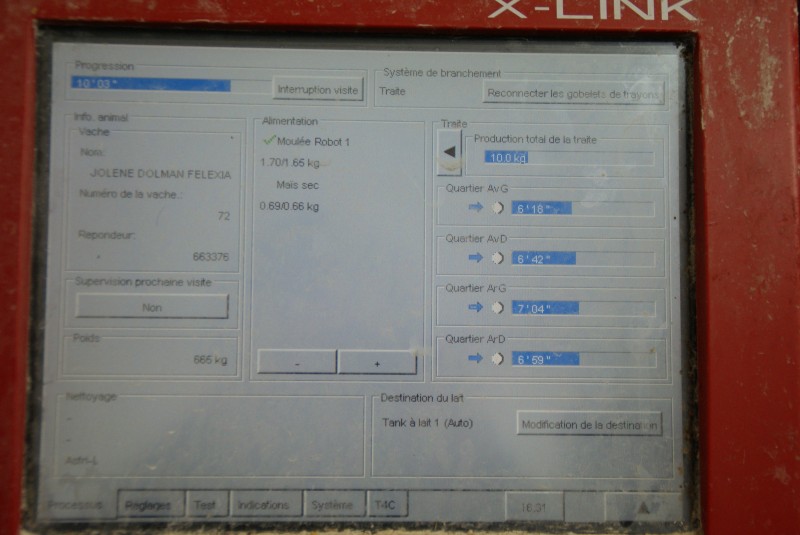 X-LINK
Progression
10'03"
Interruption visite
Système de branchement
Traite
Reconnecter les gobelets de trayons
Info. animal
Vache
Nom:
JOLENE DOLMAN FELEXIA
Numéro de la vache.:
72
Repondeur:
663376
Supervision prochaine visite
Non
Poids
665 kg
Alimentation
Moulée Robot 1
1.70/1.65 kg
Maïs sec
0.69/0.66 kg
-
+
Traite
Production total de la traite
10.0 kg
Quartier AvG
6'18"
Quartier AvD
6'42"
Quartier ArG
7'04"
Quartier ArD
6'59"
Nettoyage
-
-
Astri-L
Destination du lait
Tank à lait 1 (Auto)
Modification de la destination
Processus
Réglages
Test
Indications
Système
T4C
16:31